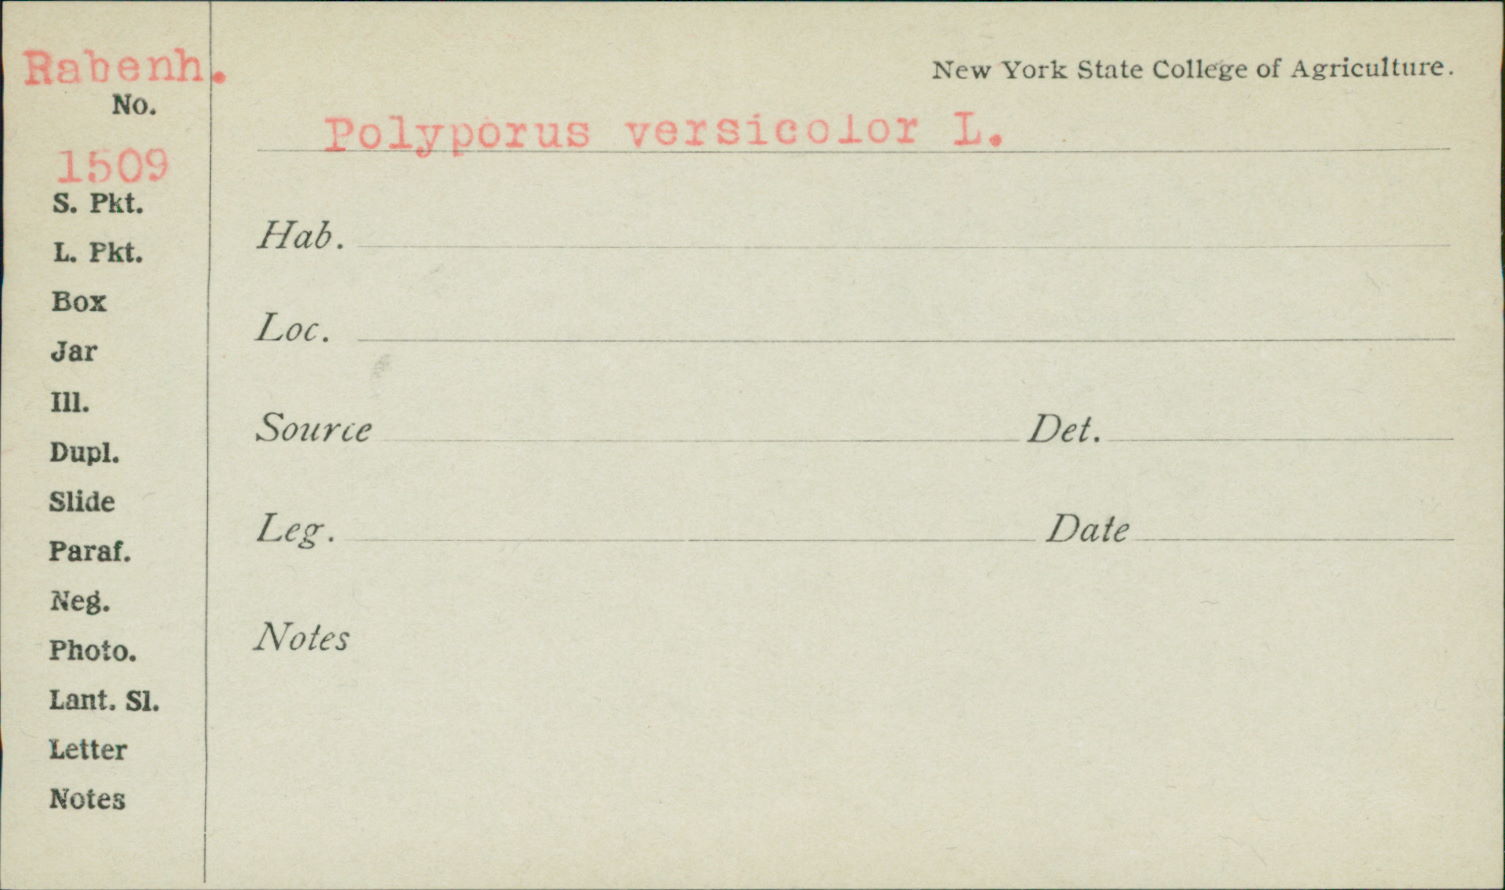 Rabenh.
No.
1509
S. Pkt.
L. Pkt.
Box
Jar
Ill.
Dupl.
Slide
Paraf.
Neg.
Photo.
Lant. Sl.
Letter
Notes
New York State College of Agriculture.
Polyporus versicolor L.
Hab.
Loc.
Source
Det.
Leg.
Date
Notes